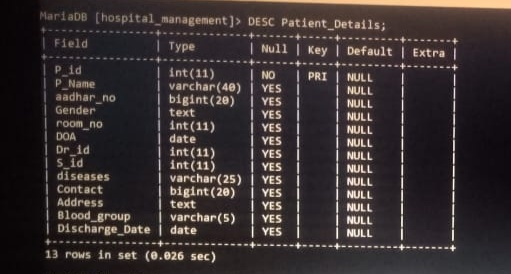 MariaDB [hospital_management]> DESC Patient_Details;
+----------------+-------------+------+-----+---------+-------+
| Field | Type | Null | Key | Default | Extra |
+----------------+-------------+------+-----+---------+-------+
| P_id | int(11) | NO | PRI | NULL | |
| P_Name | varchar(40) | YES | | NULL | |
| aadhar_no | bigint(20) | YES | | NULL | |
| Gender | text | YES | | NULL | |
| room_no | int(11) | YES | | NULL | |
| DOA | date | YES | | NULL | |
| Dr_id | int(11) | YES | | NULL | |
| S_id | int(11) | YES | | NULL | |
| diseases | varchar(25) | YES | | NULL | |
| Contact | bigint(20) | YES | | NULL | |
| Address | text | YES | | NULL | |
| Blood_group | varchar(5) | YES | | NULL | |
| Discharge_Date | date | YES | | NULL | |
+----------------+-------------+------+-----+---------+-------+
13 rows in set (0.026 sec)